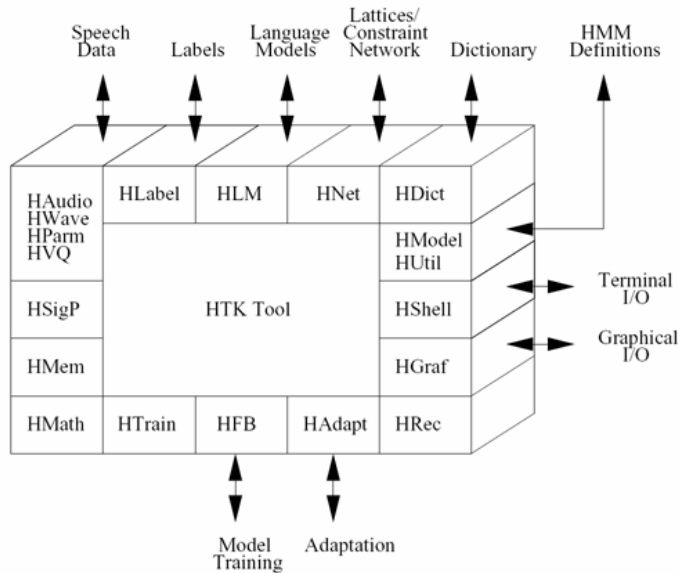 Speech
Data
Labels
Language
Models
Lattices/
Constraint
Network
Dictionary
HMM
Definitions
HAudio
HWave
HParm
HVQ
HLabel
HLM
HNet
HDict
HModel
HUtil
HSigP
HTK Tool
HShell
Terminal
I/O
HMem
HGraf
Graphical
I/O
HMath
HTrain
HFB
HAdapt
HRec
Model
Training
Adaptation